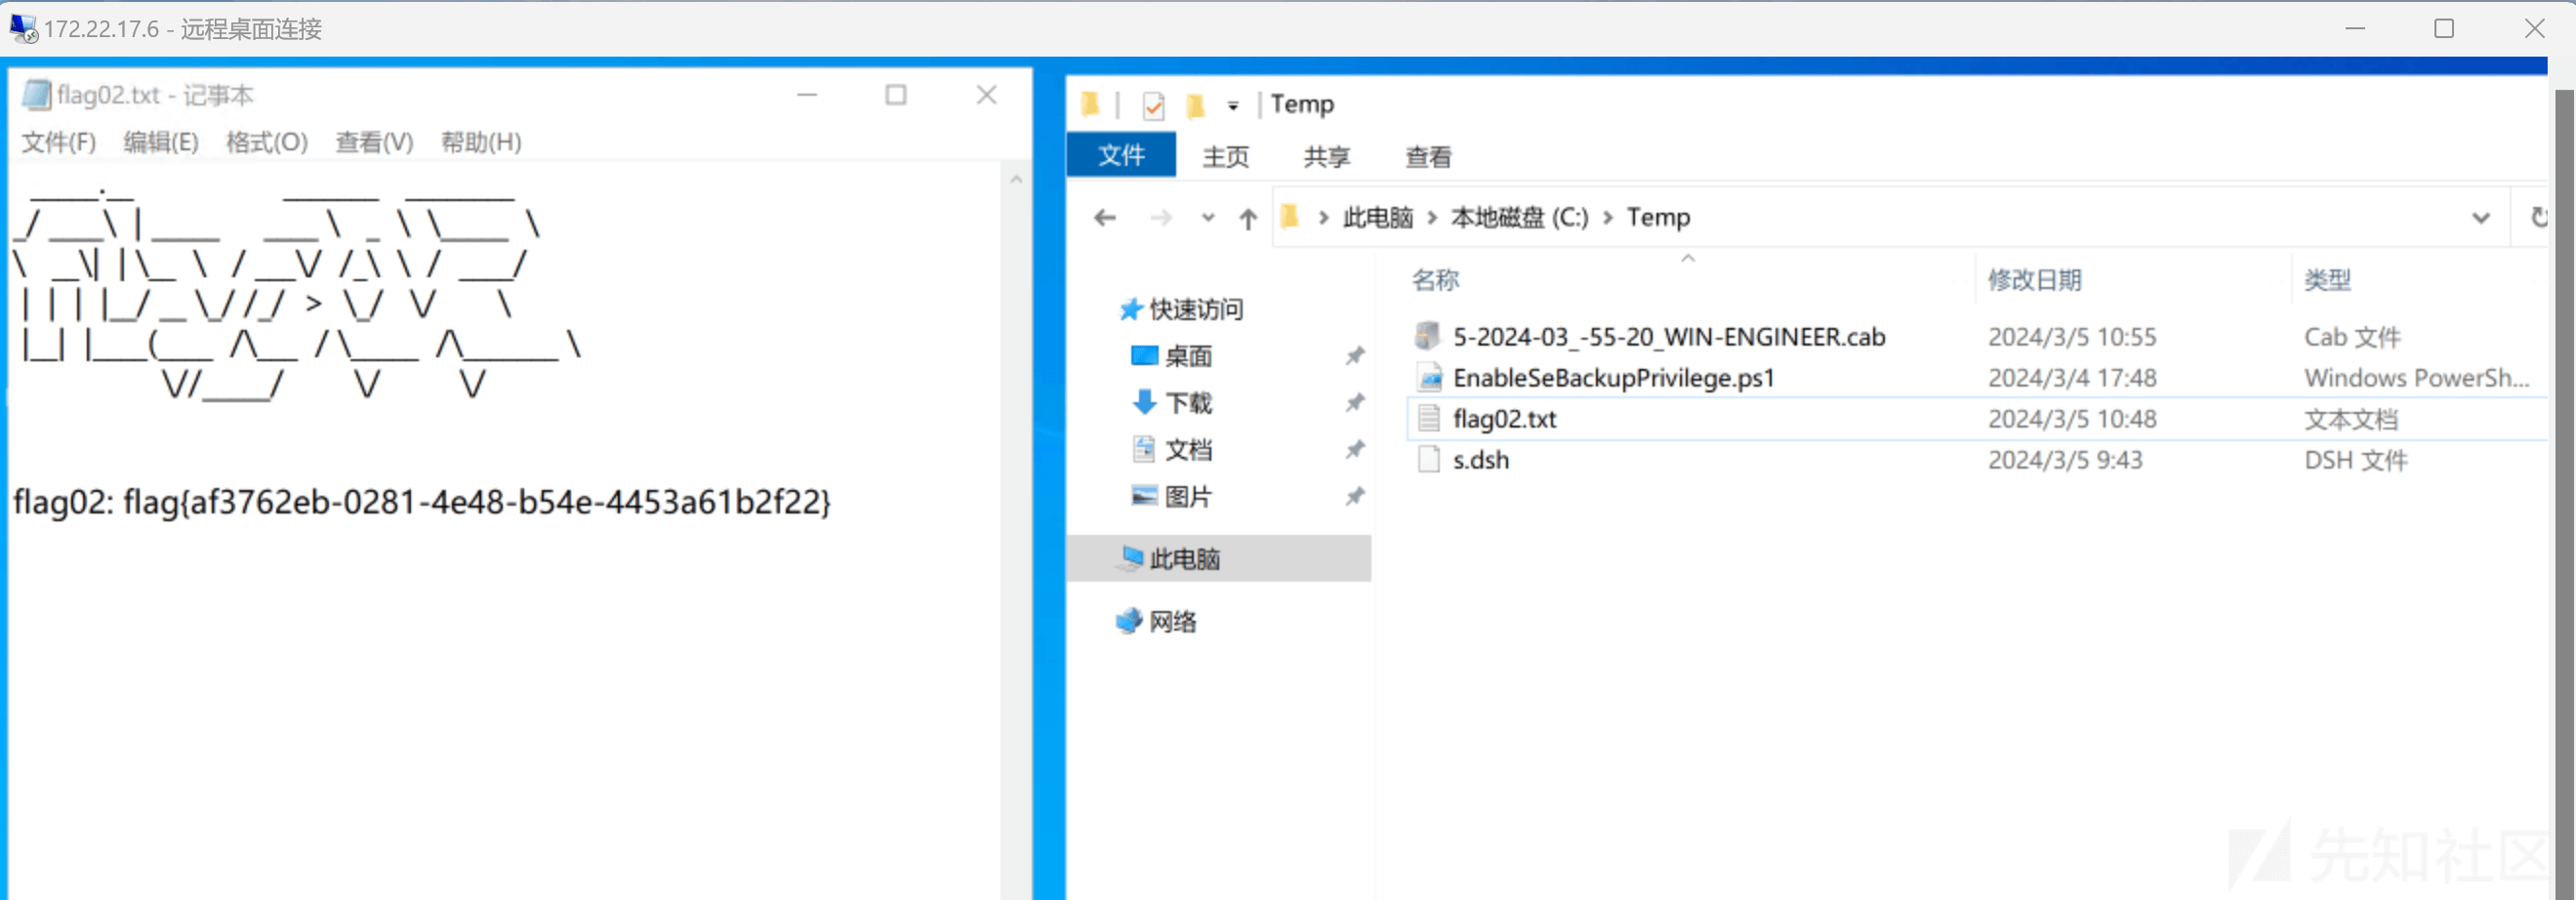 172.22.17.6 - 远程桌面连接
flag02.txt - 记事本
文件(F) 编辑(E) 格式(O) 查看(V) 帮助(H)
flag02: flag{af3762eb-0281-4e48-b54e-4453a61b2f22}
Temp
文件 主页 共享 查看
此电脑 本地磁盘 (C:) Temp
名称 修改日期 类型
快速访问
桌面
下载
文档
图片
此电脑
网络
5-2024-03_-55-20_WIN-ENGINEER.cab 2024/3/5 10:55 Cab 文件
EnableSeBackupPrivilege.ps1 2024/3/4 17:48 Windows PowerSh...
flag02.txt 2024/3/5 10:48 文本文档
s.dsh 2024/3/5 9:43 DSH 文件
先知社区